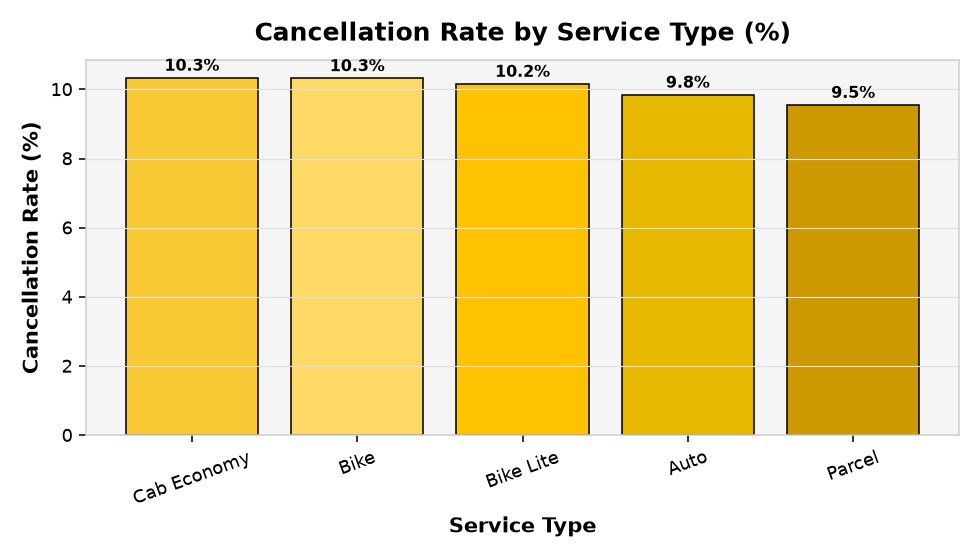 Cancellation Rate by Service Type (%)
10.3%
10.3%
10.2%
9.8%
9.5%
10
8
6
4
2
0
Cancellation Rate (%)
Cab Economy
Bike
Bike Lite
Auto
Parcel
Service Type